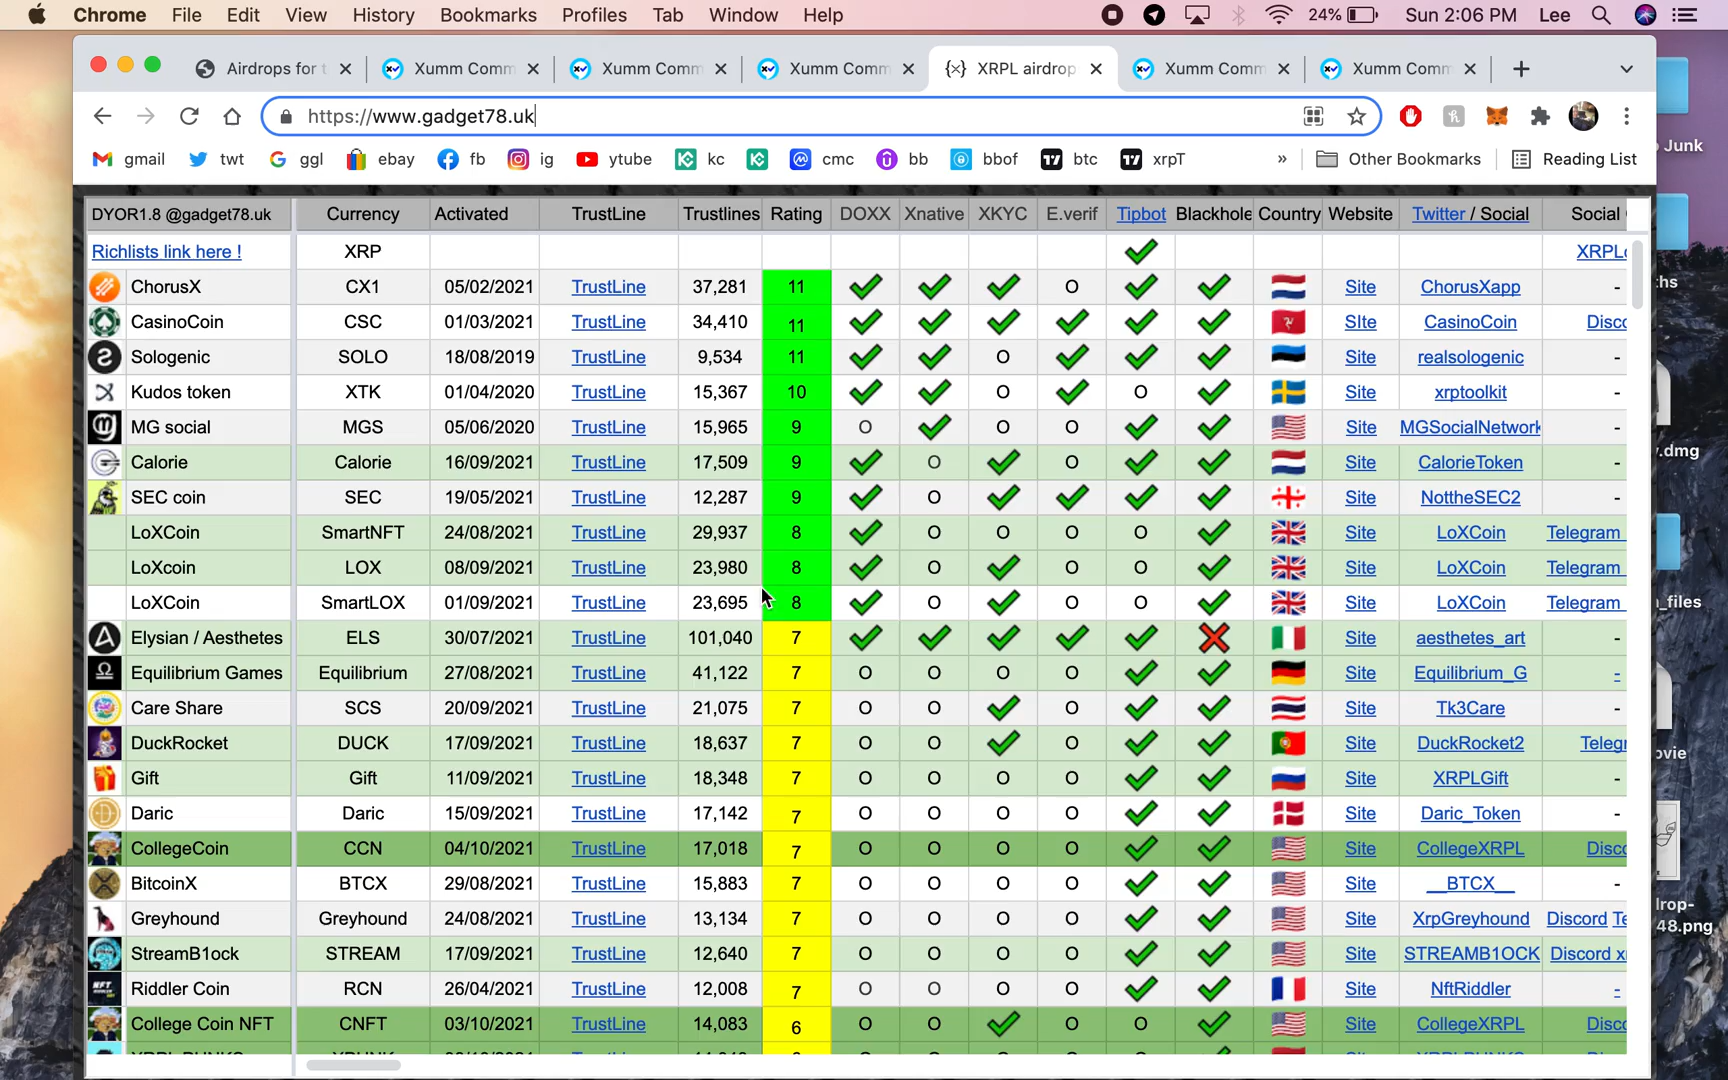 Chrome File Edit View History Bookmarks Profiles Tab Window Help 24% Sun 2:06 PM Lee
Airdrops for t Xumm Comm Xumm Comm Xumm Comm XRPL airdrop Xumm Comm Xumm Comm
https://www.gadget78.uk
gmail twt ggl ebay fb ig ytube kc cmc bb bbof btc xrpT » Other Bookmarks Reading List
DYOR1.8 @gadget78.uk Currency Activated TrustLine Trustlines Rating DOXX Xnative XKYC E.verif Tipbot Blackhole Country Website Twitter / Social Social
Richlists link here ! XRP XRPL
ChorusX CX1 05/02/2021 TrustLine 37,281 11 O Site ChorusXapp -
CasinoCoin CSC 01/03/2021 TrustLine 34,410 11 SIte CasinoCoin Disco
Sologenic SOLO 18/08/2019 TrustLine 9,534 11 O Site realsologenic -
Kudos token XTK 01/04/2020 TrustLine 15,367 10 O O Site xrptoolkit -
MG social MGS 05/06/2020 TrustLine 15,965 9 O O O Site MGSocialNetwork -
Calorie Calorie 16/09/2021 TrustLine 17,509 9 O O Site CalorieToken -
SEC coin SEC 19/05/2021 TrustLine 12,287 9 O Site NottheSEC2 -
LoXCoin SmartNFT 24/08/2021 TrustLine 29,937 8 O O O O Site LoXCoin Telegram
LoXcoin LOX 08/09/2021 TrustLine 23,980 8 O O O Site LoXCoin Telegram
LoXCoin SmartLOX 01/09/2021 TrustLine 23,695 8 O O O Site LoXCoin Telegram
Elysian / Aesthetes ELS 30/07/2021 TrustLine 101,040 7 Site aesthetes_art -
Equilibrium Games Equilibrium 27/08/2021 TrustLine 41,122 7 O O O O Site Equilibrium_G -
Care Share SCS 20/09/2021 TrustLine 21,075 7 O O O Site Tk3Care -
DuckRocket DUCK 17/09/2021 TrustLine 18,637 7 O O O Site DuckRocket2 Telegr
Gift Gift 11/09/2021 TrustLine 18,348 7 O O O O Site XRPLGift -
Daric Daric 15/09/2021 TrustLine 17,142 7 O O O O Site Daric_Token -
CollegeCoin CCN 04/10/2021 TrustLine 17,018 7 O O O O Site CollegeXRPL Disco
BitcoinX BTCX 29/08/2021 TrustLine 15,883 7 O O O O Site __BTCX__ -
Greyhound Greyhound 24/08/2021 TrustLine 13,134 7 O O O O Site XrpGreyhound Discord Te
StreamB1ock STREAM 17/09/2021 TrustLine 12,640 7 O O O O Site STREAMB1OCK Discord x
Riddler Coin RCN 26/04/2021 TrustLine 12,008 7 O O O O Site NftRiddler -
College Coin NFT CNFT 03/10/2021 TrustLine 14,083 6 O O O O Site CollegeXRPL Disco
Junk
.dmg
_files
ovie
rop-
48.png